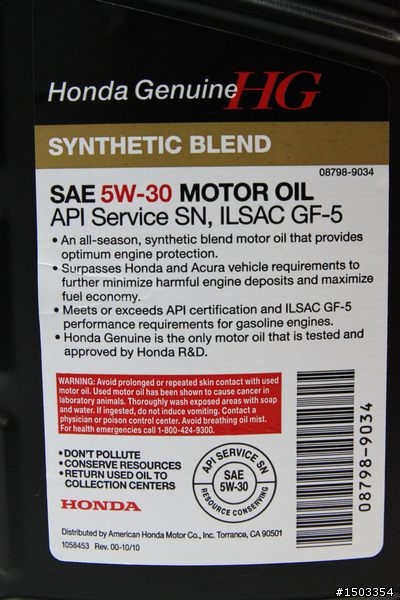 Honda Genuine HG
SYNTHETIC BLEND
08798-9034
SAE 5W-30 MOTOR OIL
API Service SN, ILSAC GF-5
• An all-season, synthetic blend motor oil that provides
optimum engine protection.
• Surpasses Honda and Acura vehicle requirements to
further minimize harmful engine deposits and maximize
fuel economy.
• Meets or exceeds API certification and ILSAC GF-5
performance requirements for gasoline engines.
• Honda Genuine is the only motor oil that is tested and
approved by Honda R&D.
WARNING: Avoid prolonged or repeated skin contact with used
motor oil. Used motor oil has been shown to cause cancer in
laboratory animals. Thoroughly wash exposed areas with soap
and water. If ingested, do not induce vomiting. Contact a
physician or poison control center. Avoid breathing oil mist.
For health emergencies call 1-800-424-9300.
• DON'T POLLUTE
• CONSERVE RESOURCES
• RETURN USED OIL TO
COLLECTION CENTERS
API SERVICE SN
SAE
5W-30
RESOURCE CONSERVING
08798-9034
HONDA
Distributed by American Honda Motor Co., Inc. Torrance, CA 90501
1058453 Rev. 00-10/10
#1503354